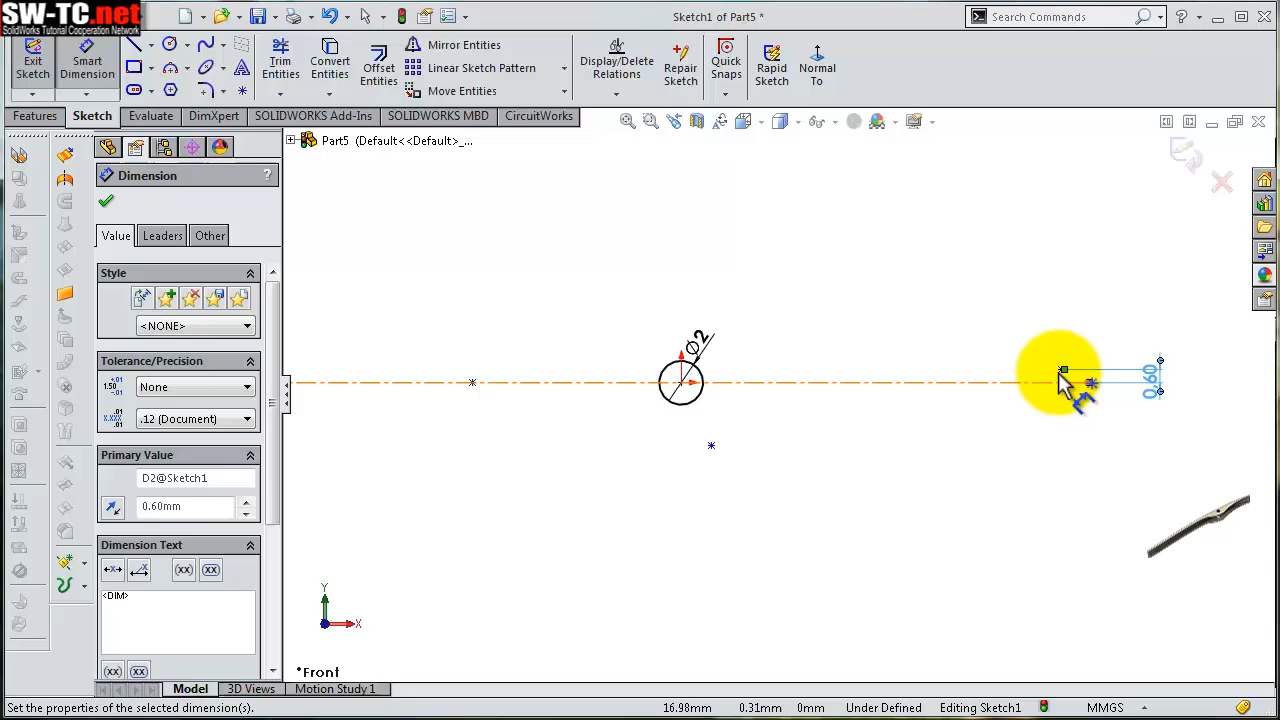 SW-TC.net
SolidWorks Tutorial Cooperation Network
Sketch1 of Part5 *
Search Commands
?
Exit Sketch
Smart Dimension
Trim Entities
Convert Entities
Offset Entities
Mirror Entities
Linear Sketch Pattern
Move Entities
Display/Delete Relations
Repair Sketch
Quick Snaps
Rapid Sketch
Normal To
Features
Sketch
Evaluate
DimXpert
SOLIDWORKS Add-Ins
SOLIDWORKS MBD
CircuitWorks
Part5 (Default<<Default>_...
Dimension
?
Value
Leaders
Other
Style
<NONE>
Tolerance/Precision
None
.12 (Document)
Primary Value
D2@Sketch1
0.60mm
Dimension Text
(xx)
(xx)
<DIM>
(xx)
(xx)
∅2
0,60
Y
X
*Front
Model
3D Views
Motion Study 1
Set the properties of the selected dimension(s).
16.98mm
0.31mm
0mm
Under Defined
Editing Sketch1
MMGS